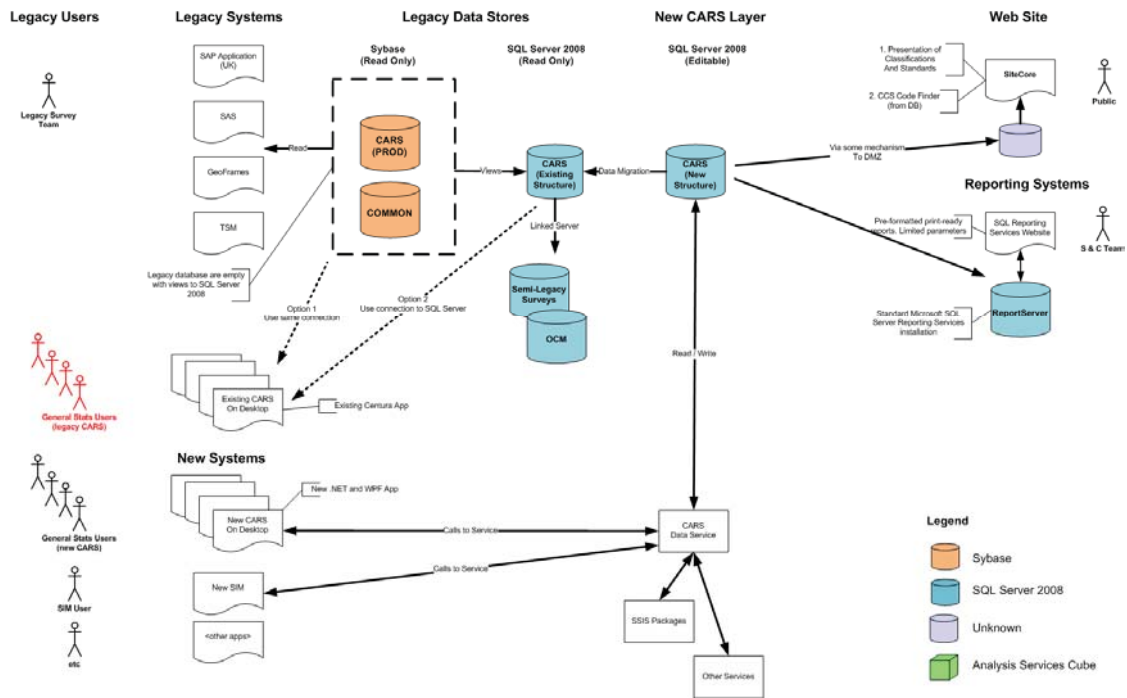 Legacy Users
Legacy Systems
Legacy Data Stores
New CARS Layer
Web Site
Sybase
(Read Only)
SQL Server 2008
(Read Only)
SQL Server 2008
(Editable)
SAP Application
(UK)
SAS
GeoFrames
TSM
Legacy Survey
Team
Read
CARS
(PROD)
COMMON
Views
CARS
(Existing
Structure)
Data Migration
CARS
(New
Structure)
Linked Server
Semi-Legacy
Surveys
OCM
1. Presentation of
Classifications
And Standards
2. CCS Code Finder
(from DB)
SiteCore
Public
Via some mechanism
To DMZ
Reporting Systems
Pre-formatted print-ready
reports. Limited parameters
SQL Reporting
Services Website
S & C Team
Standard Microsoft SQL
Server Reporting Services
installation
ReportServer
Legacy database are empty
with views to SQL Server
2008
Option 1
Use same connection
Option 2
Use connection to SQL Server
Read / Write
General Stats Users
(legacy CARS)
Existing CARS
On Desktop
Existing Centura App
New Systems
New .NET and WPF App
General Stats Users
(new CARS)
New CARS
On Desktop
Calls to Service
CARS
Data Service
SIM User
New SIM
Calls to Service
etc
<other apps>
SSIS Packages
Other Services
Legend
Sybase
SQL Server 2008
Unknown
Analysis Services Cube